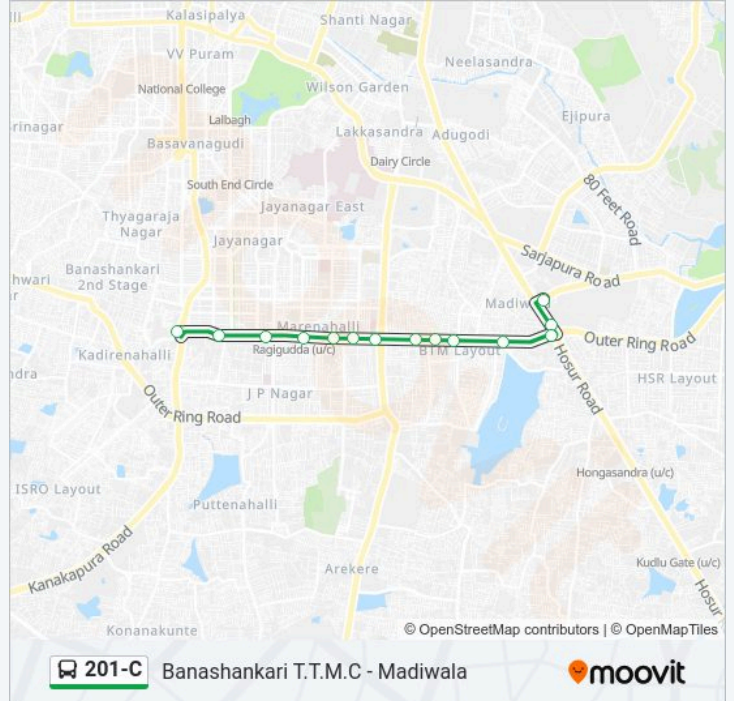 lli
Kalasipalya
Shanti Nagar
VV Puram
Neelasandra
National College
Wilson Garden
Lalbagh
Ejipura
rinagar
Lakkasandra
Adugodi
Basavanagudi
Dairy Circle
South End Circle
80 Feet Road
Jayanagar East
Thyagaraja
Nagar
Jayanagar
Sarjapura Road
Banashankari
2nd Stage
hwari
r
Madiw
Marenahalli
Outer Ring Road
Kadirenahalli
Ragigudda (u/c)
BTM Layout
ndra
Hosur Road
HSR Layout
J P Nagar
Outer Ring Road
Hongasandra (u/c)
ISRO Layout
Puttenahalli
Kanakapura Road
Arekere
Kudlu Gate (u/c)
Hosur
Konanakunte
© OpenStreetMap contributors | © OpenMapTiles
201-C Banashankari T.T.M.C - Madiwala
moovit